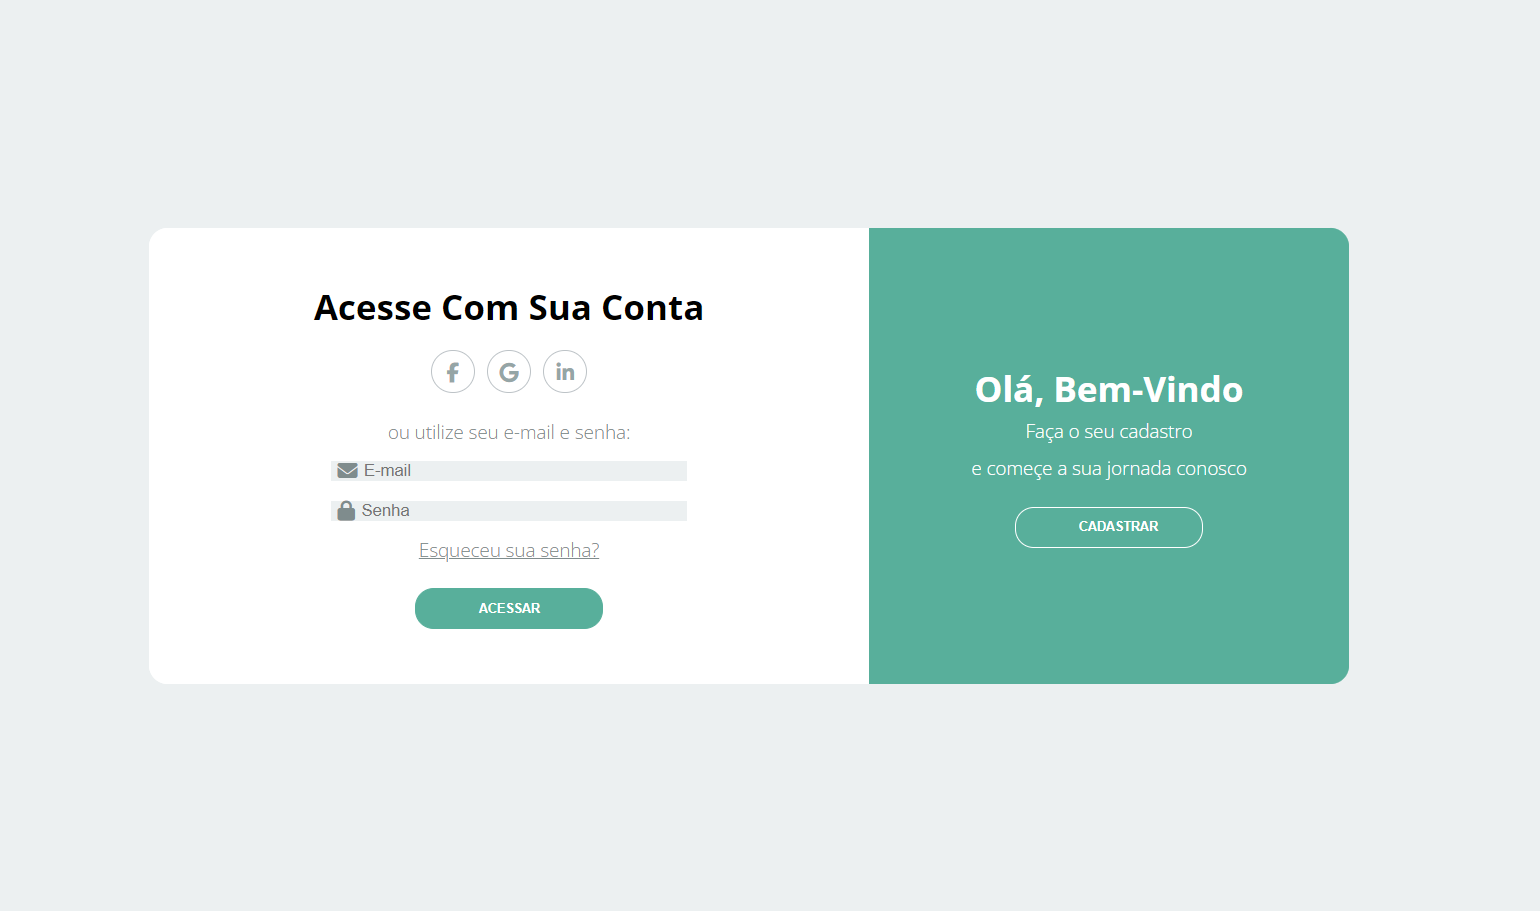 Acesse Com Sua Conta
ou utilize seu e-mail e senha:
E-mail
Senha
Esqueceu sua senha?
ACESSAR
Olá, Bem-Vindo
Faça o seu cadastro
e começe a sua jornada conosco
CADASTRAR